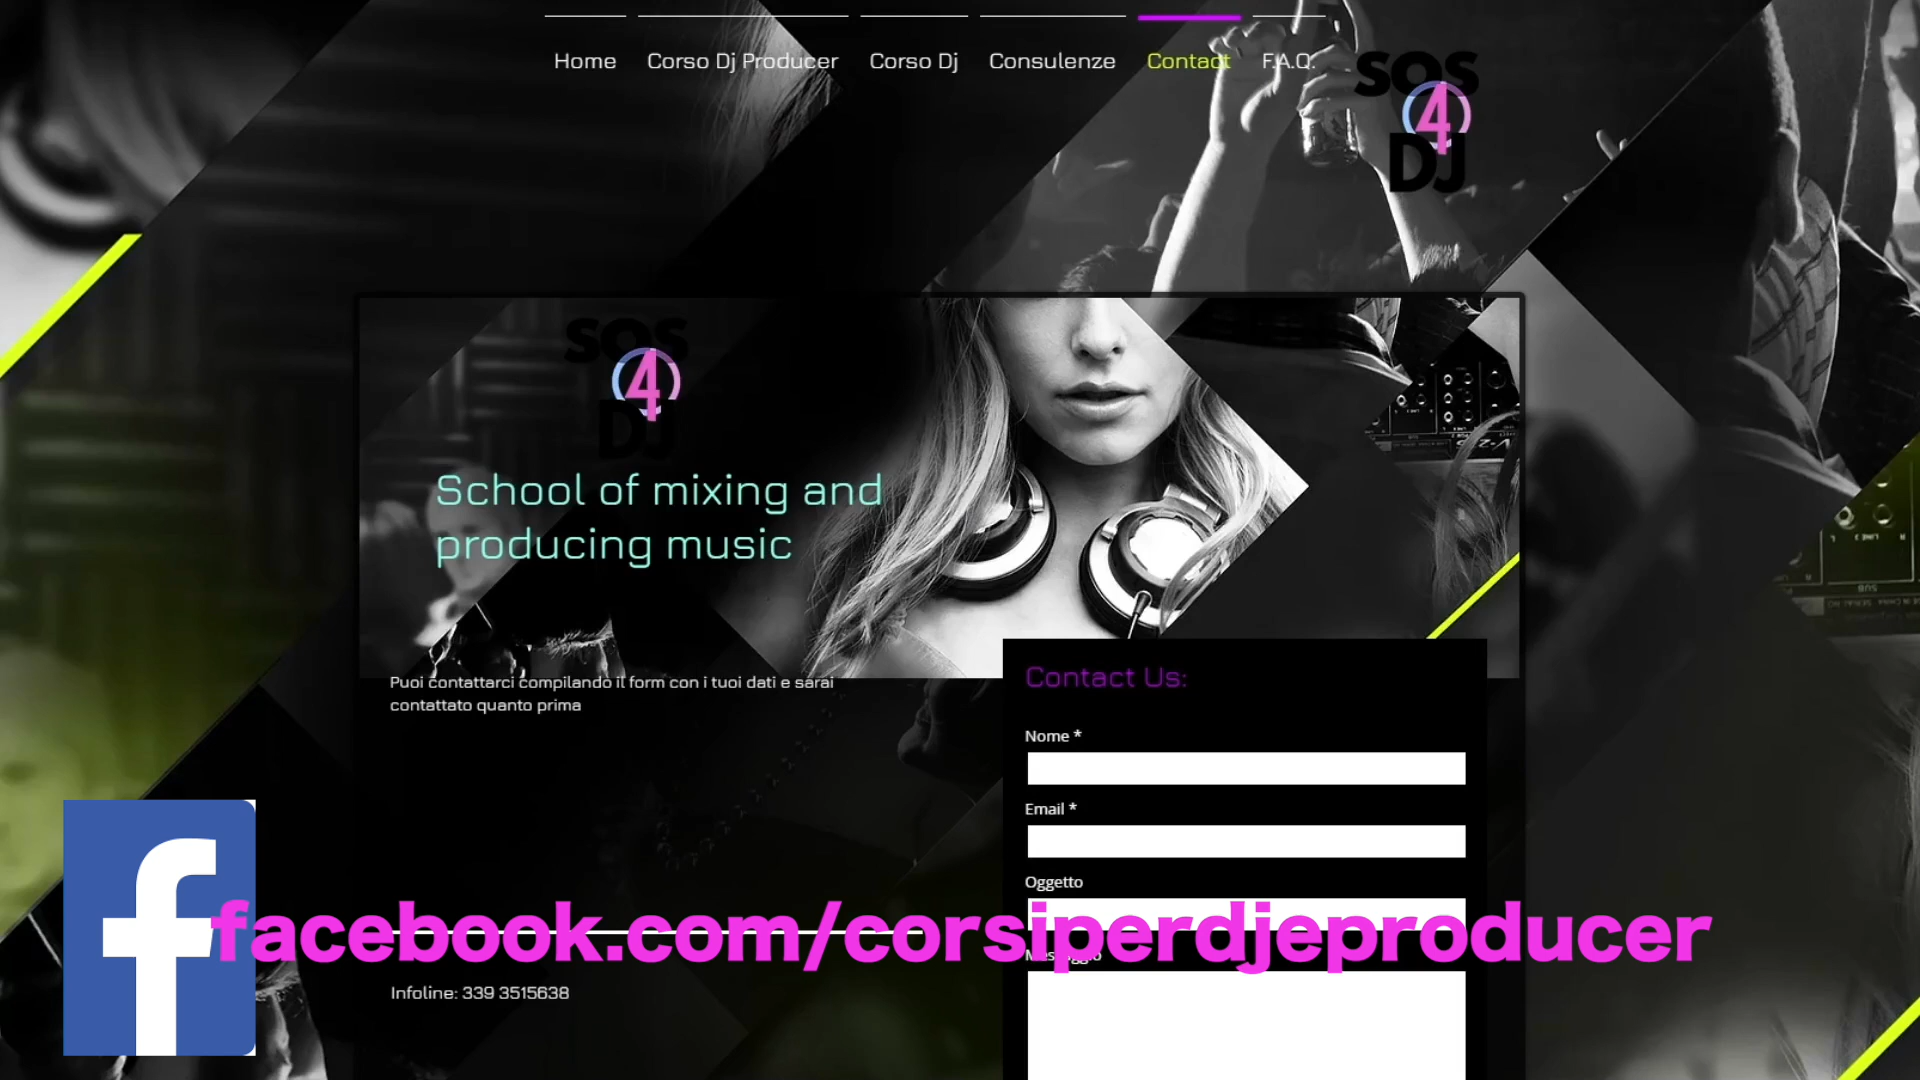 Home
Corso Dj Producer
Corso Dj
Consulenze
Contact
F.A.Q.
SOS
4
DJ
SOS
4
DJ
School of mixing and
producing music
Puoi contattarci compilando il form con i tuoi dati e sarai
contattato quanto prima
Contact Us:
Nome *
Email *
Oggetto
facebook.com/corsiperdjeproducer
Messaggio
Infoline: 339 3515638